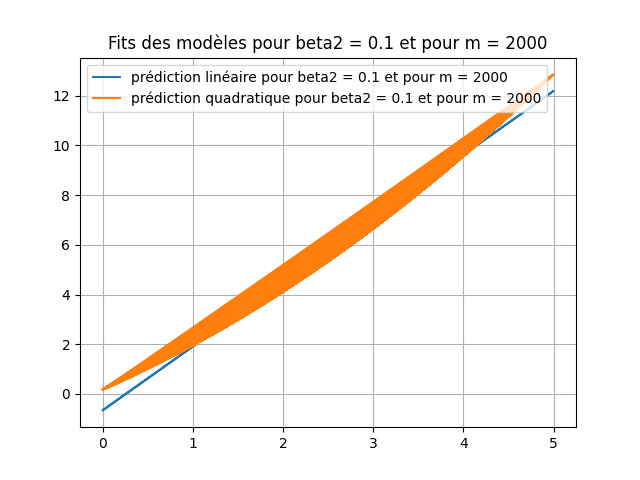 Fits des modèles pour beta2 = 0.1 et pour m = 2000
prédiction linéaire pour beta2 = 0.1 et pour m = 2000
prédiction quadratique pour beta2 = 0.1 et pour m = 2000
12
10
8
6
4
2
0
0 1 2 3 4 5